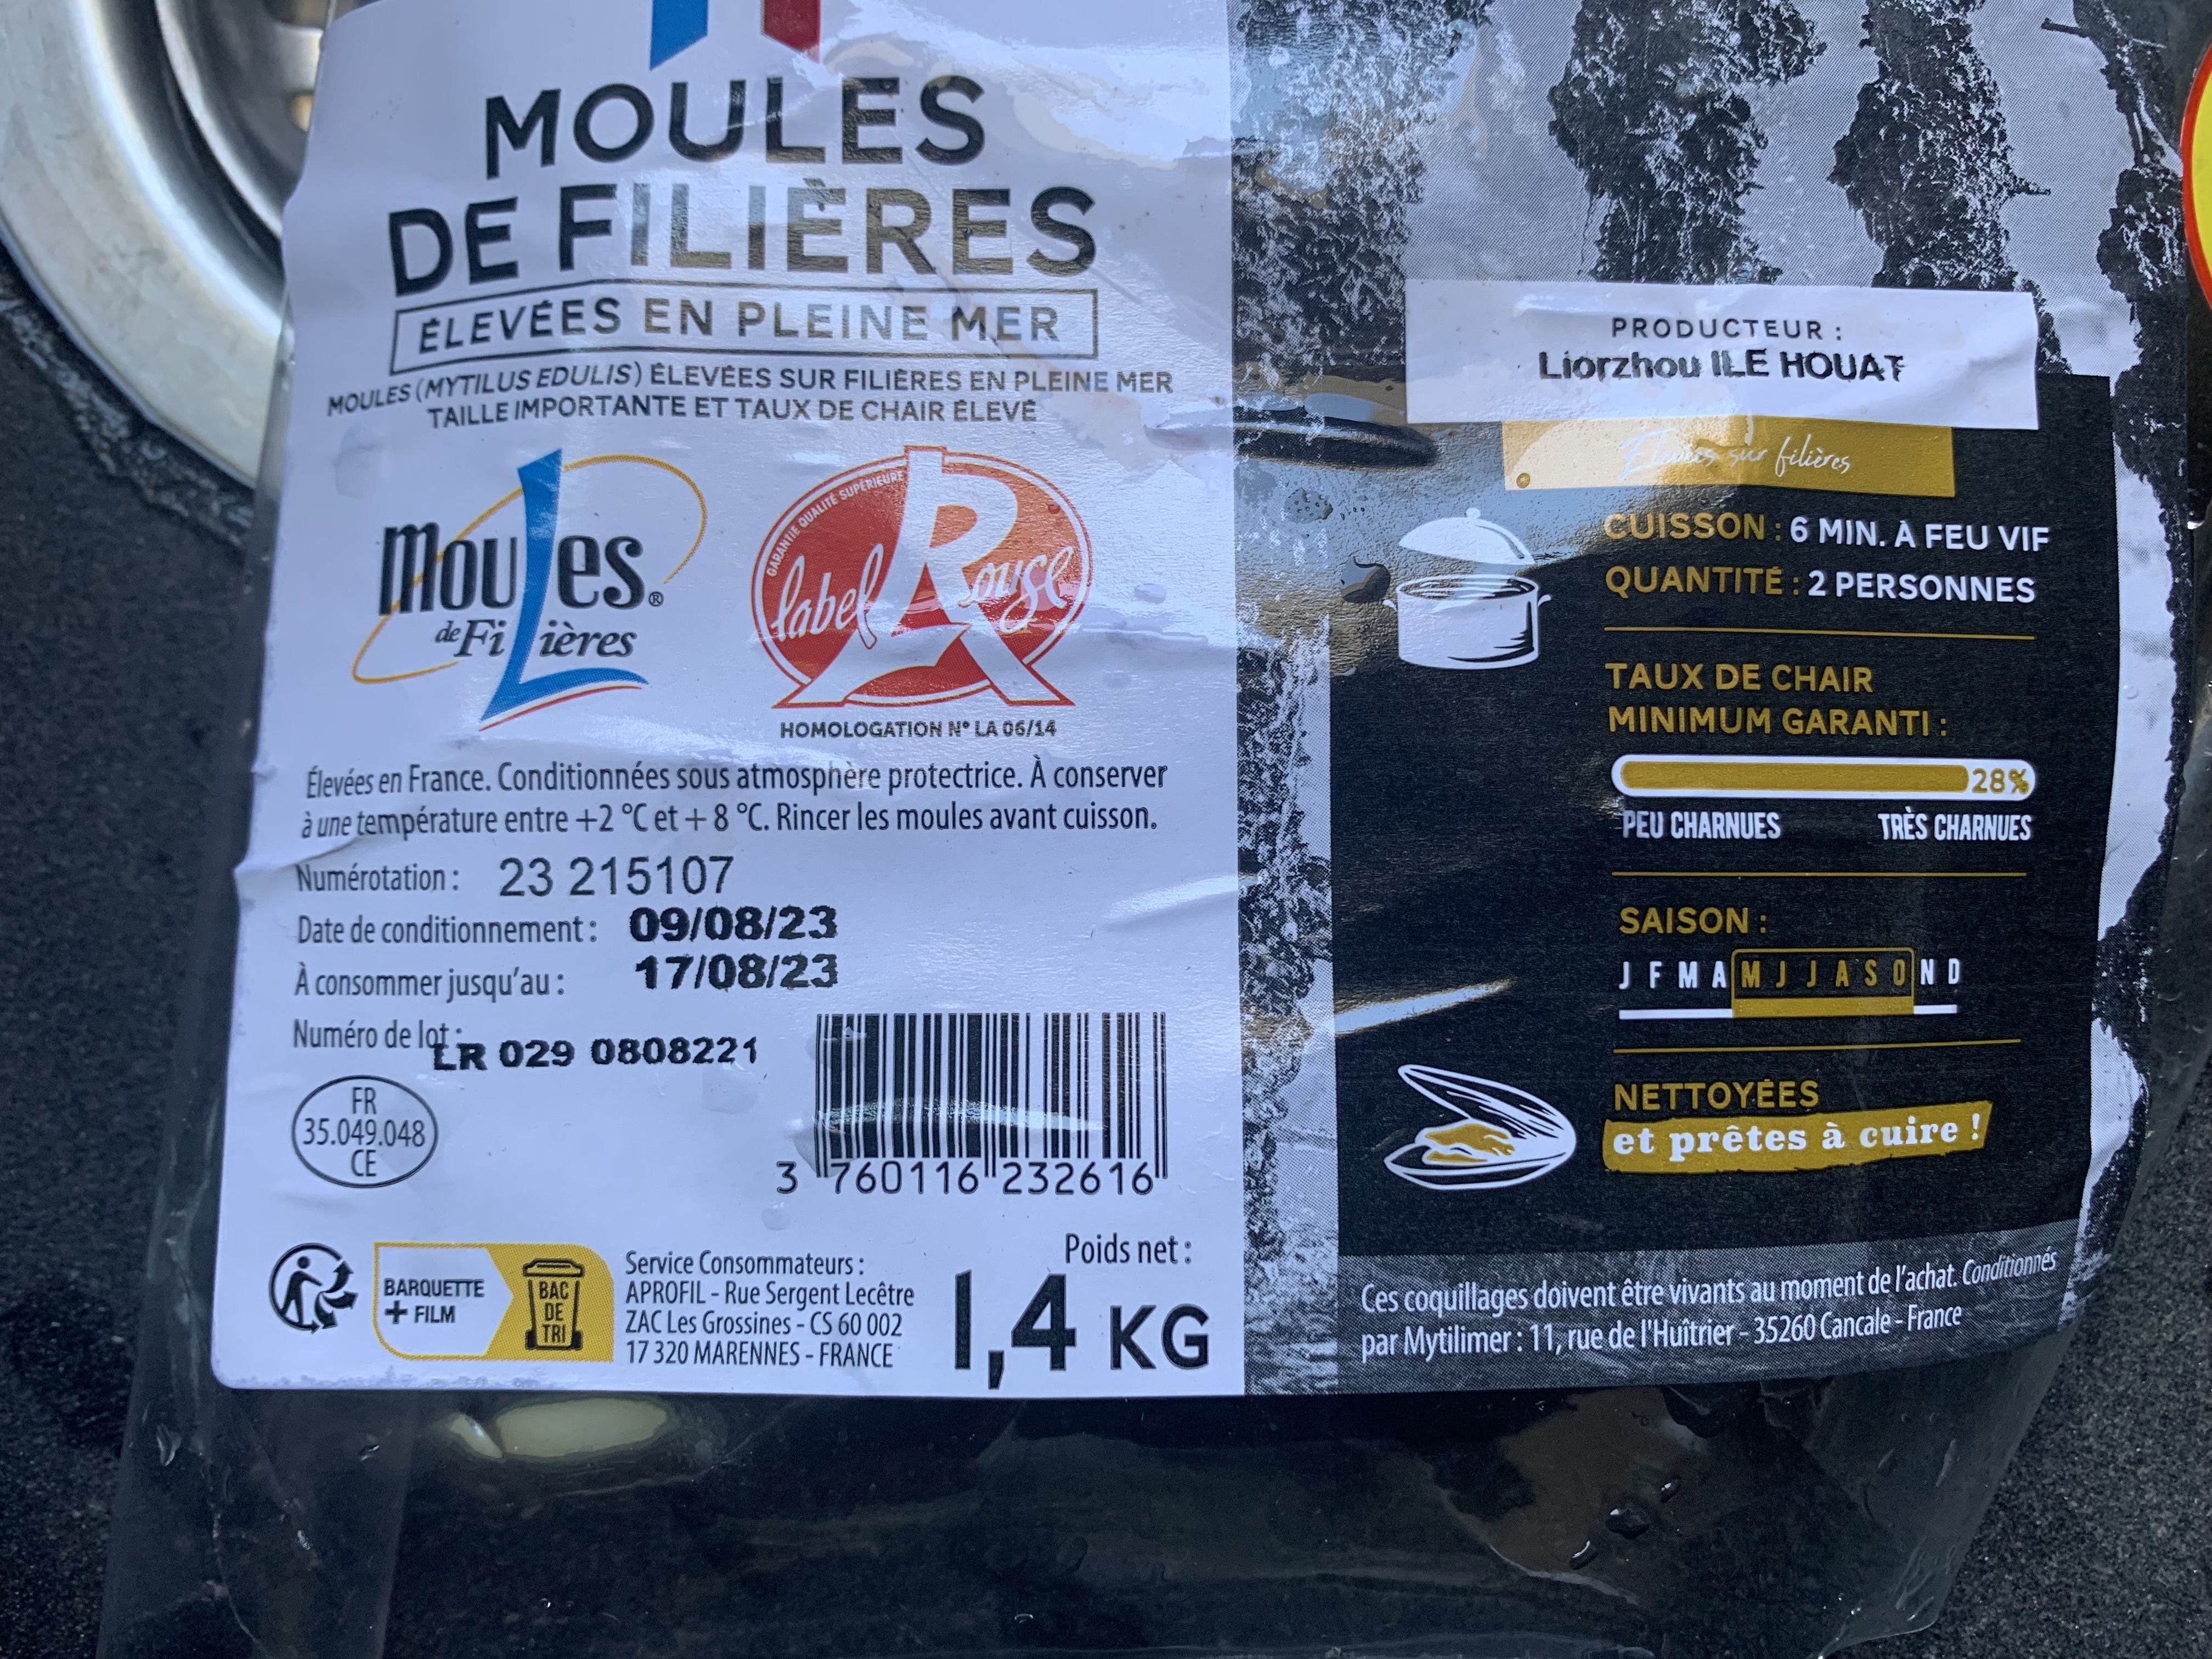 MOULES
DE FILIÈRES
ÉLEVÉES EN PLEINE MER
MOULES (MYTILUS EDULIS) ÉLEVÉES SUR FILIÈRES EN PLEINE MER
TAILLE IMPORTANTE ET TAUX DE CHAIR ÉLEVÉ
MouLes®
de FiLières
GARANTIE QUALITÉ SUPÉRIEURE
label Rouge
HOMOLOGATION N° LA 06/14
Élevées en France. Conditionnées sous atmosphère protectrice. À conserver
à une température entre +2 °C et + 8 °C. Rincer les moules avant cuisson.
Numérotation : 23 215107
Date de conditionnement : 09/08/23
À consommer jusqu'au : 17/08/23
Numéro de lot : LR 029 0808221
FR
35.049.048
CE
3 760116 232616
BARQUETTE
+ FILM
BAC
DE
TRI
Service Consommateurs :
APROFIL - Rue Sergent Lecêtre
ZAC Les Grossines - CS 60 002
17 320 MARENNES - FRANCE
Poids net :
1,4 KG
PRODUCTEUR :
Liorzhou ILE HOUAT
Élevées sur filières
CUISSON : 6 MIN. À FEU VIF
QUANTITÉ : 2 PERSONNES
TAUX DE CHAIR
MINIMUM GARANTI :
28%
PEU CHARNUES TRÈS CHARNUES
SAISON :
J F M A M J J A S O N D
NETTOYÉES
et prêtes à cuire !
Ces coquillages doivent être vivants au moment de l'achat. Conditionnés
par Mytilimer : 11, rue de l'Huîtrier - 35260 Cancale - France